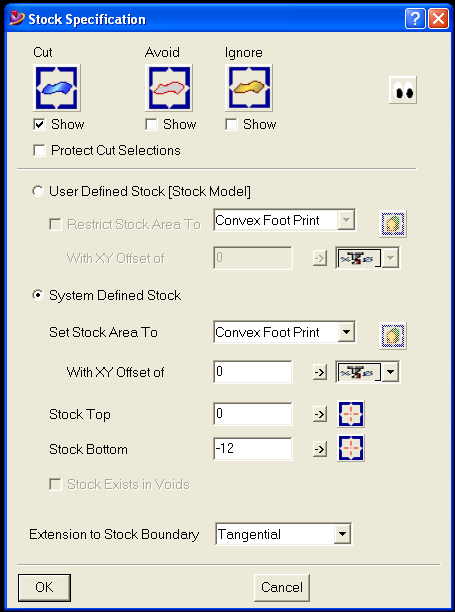 Stock Specification
Cut Avoid Ignore
Show Show Show
Protect Cut Selections
User Defined Stock [Stock Model]
Restrict Stock Area To Convex Foot Print
With XY Offset of 0 ->
System Defined Stock
Set Stock Area To Convex Foot Print
With XY Offset of 0 ->
Stock Top 0 ->
Stock Bottom -12 ->
Stock Exists in Voids
Extension to Stock Boundary Tangential
OK Cancel